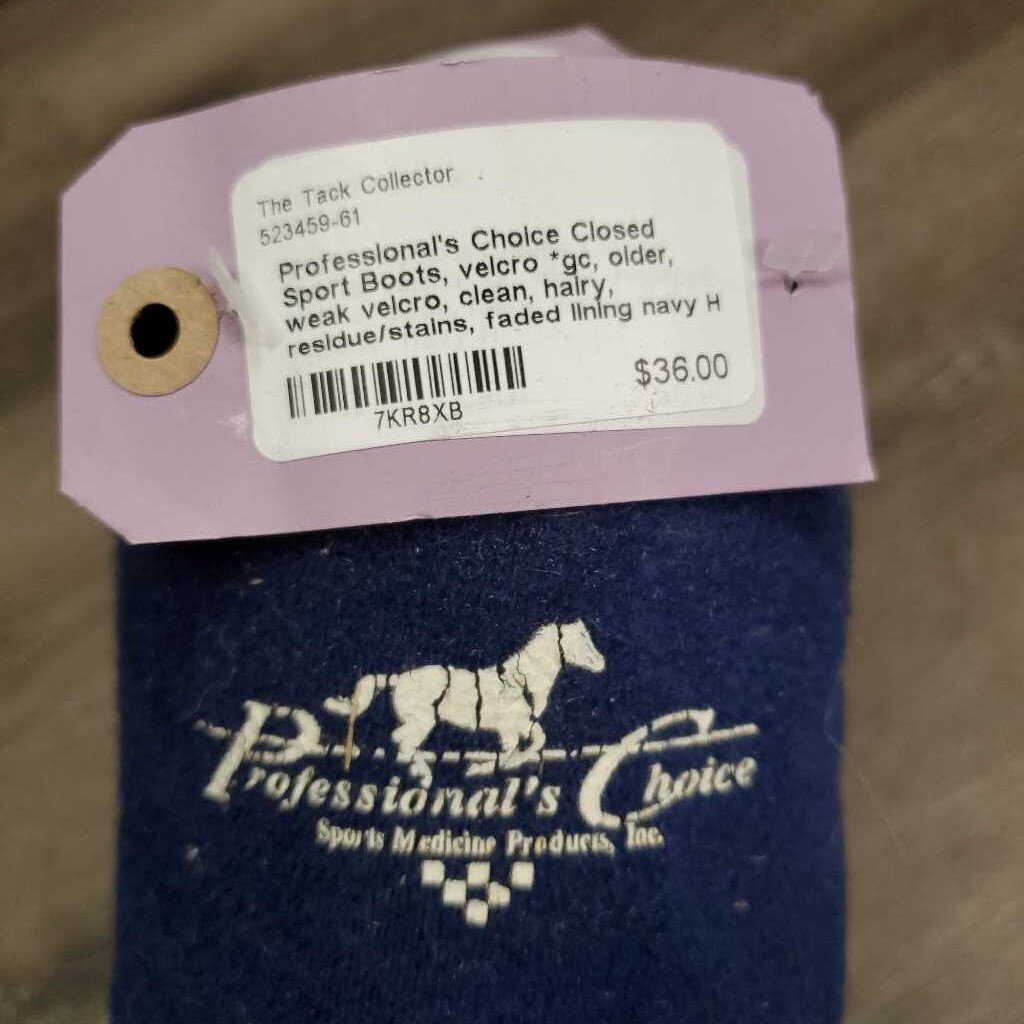 The Tack Collector
523459-61
Professional's Choice Closed
Sport Boots, velcro *gc, older,
weak velcro, clean, hairy,
residue/stains, faded lining navy H
$36.00
7KR8XB
Professional's Choice
Sports Medicine Products, Inc.